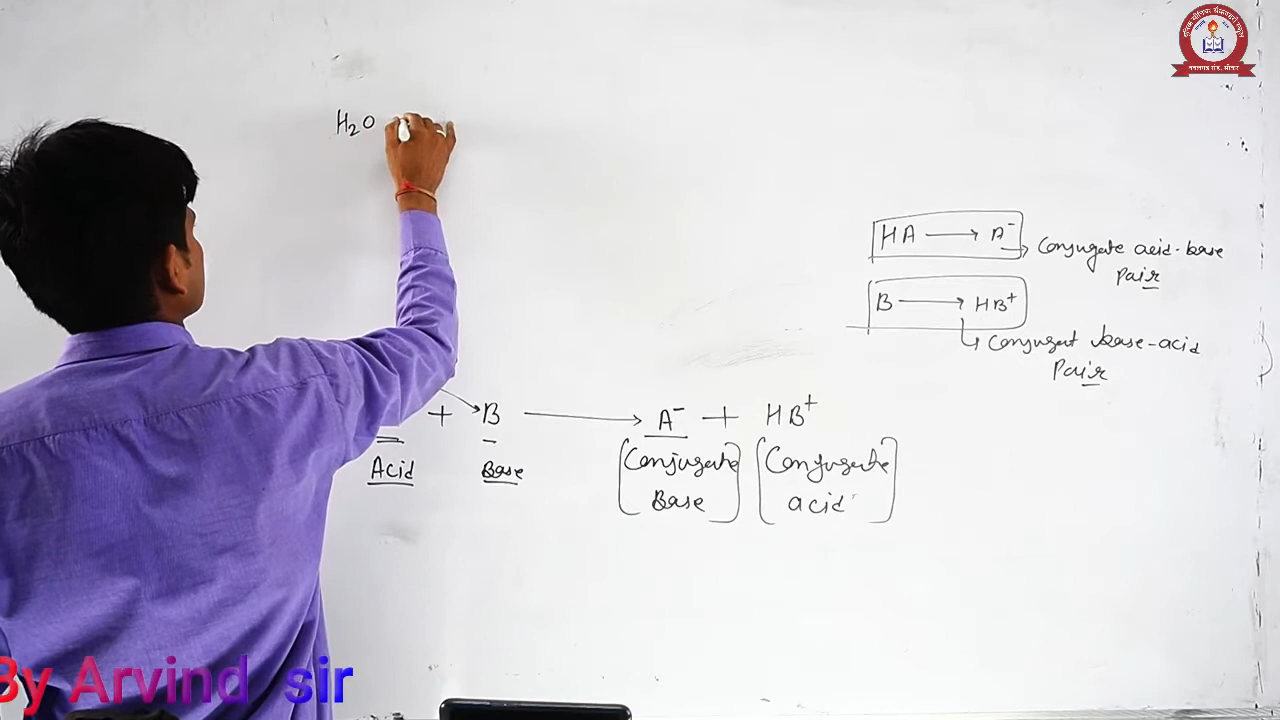 H₂O
HA ⟶ A⁻
Conjugate acid-base
Pair
B ⟶ HB⁺
Conjugat base-acid
Pair
+ B ⟶ A⁻ + HB⁺
Acid Base
(Conjugate Base) (Conjugate acid)
By Arvind sir